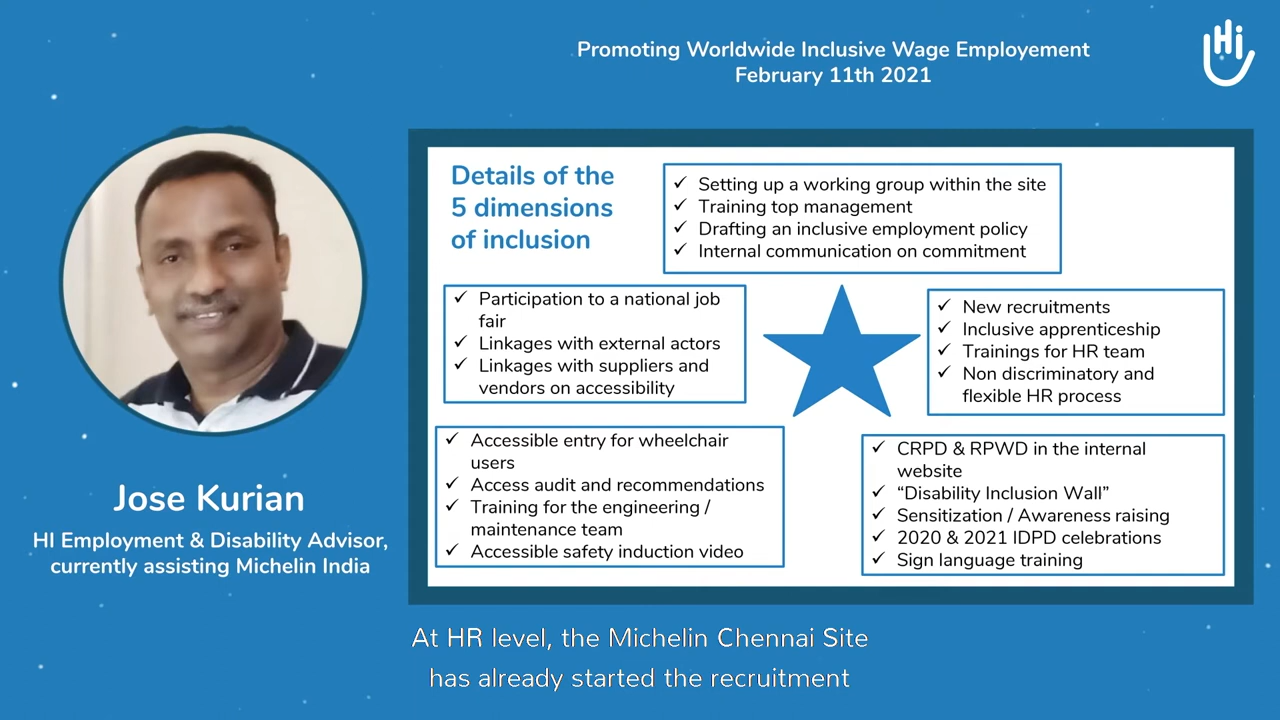 Promoting Worldwide Inclusive Wage Employement
February 11th 2021
Hi
Details of the
5 dimensions
of inclusion
✓ Setting up a working group within the site
✓ Training top management
✓ Drafting an inclusive employment policy
✓ Internal communication on commitment
✓ Participation to a national job
fair
✓ Linkages with external actors
✓ Linkages with suppliers and
vendors on accessibility
✓ New recruitments
✓ Inclusive apprenticeship
✓ Trainings for HR team
✓ Non discriminatory and
flexible HR process
✓ Accessible entry for wheelchair
users
✓ Access audit and recommendations
✓ Training for the engineering /
maintenance team
✓ Accessible safety induction video
✓ CRPD & RPWD in the internal
website
✓ “Disability Inclusion Wall”
✓ Sensitization / Awareness raising
✓ 2020 & 2021 IDPD celebrations
✓ Sign language training
Jose Kurian
HI Employment & Disability Advisor,
currently assisting Michelin India
At HR level, the Michelin Chennai Site
has already started the recruitment